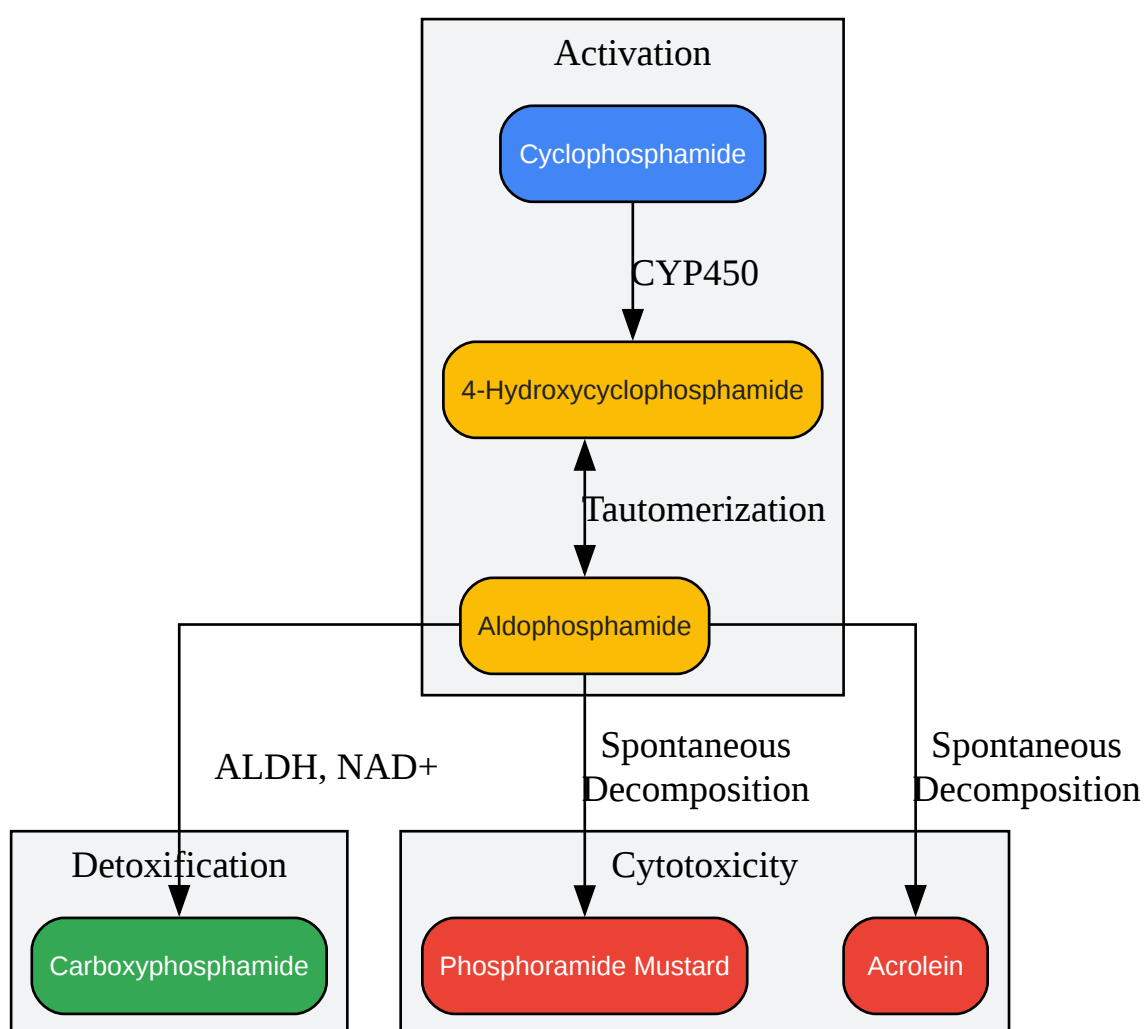 Activation
Cyclophosphamide
CYP450
4-Hydroxycyclophosphamide
Tautomerization
Aldophosphamide
ALDH, NAD+
Spontaneous
Decomposition
Spontaneous
Decomposition
Detoxification
Carboxyphosphamide
Cytotoxicity
Phosphoramide Mustard
Acrolein